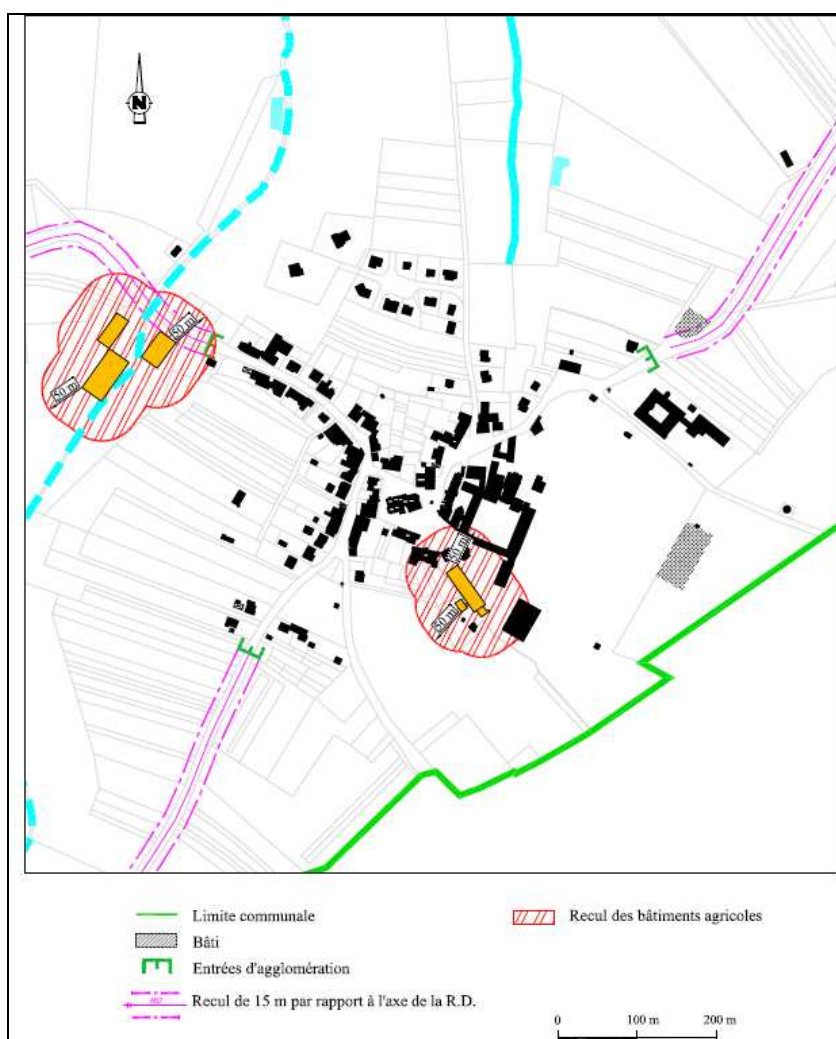 N
50 m
50 m
50 m
50 m
Limite communale
Bâti
Entrées d'agglomération
Recul de 15 m par rapport à l'axe de la R.D.
Recul des bâtiments agricoles
0 100 m 200 m